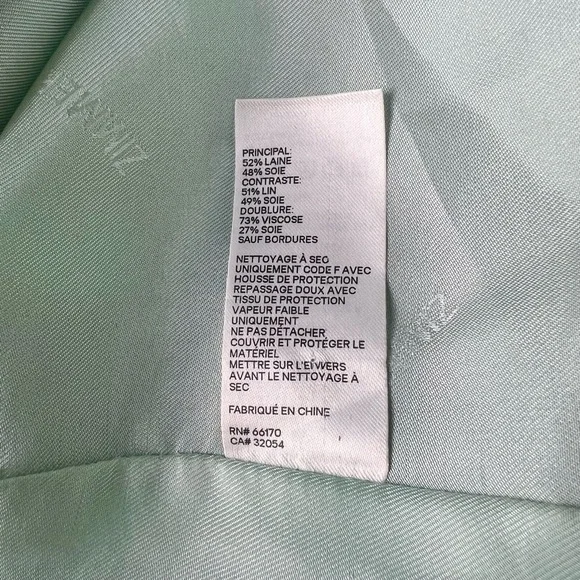 PRINCIPAL:
52% LAINE
48% SOIE
CONTRASTE:
51% LIN
49% SOIE
DOUBLURE:
73% VISCOSE
27% SOIE
SAUF BORDURES
NETTOYAGE À SEC
UNIQUEMENT CODE F AVEC
HOUSSE DE PROTECTION
REPASSAGE DOUX AVEC
TISSU DE PROTECTION
VAPEUR FAIBLE
UNIQUEMENT
NE PAS DÉTACHER
COUVRIR ET PROTÉGER LE
MATÉRIEL
METTRE SUR L'ENVERS
AVANT LE NETTOYAGE À
SEC
FABRIQUÉ EN CHINE
RN# 66170
CA# 32054